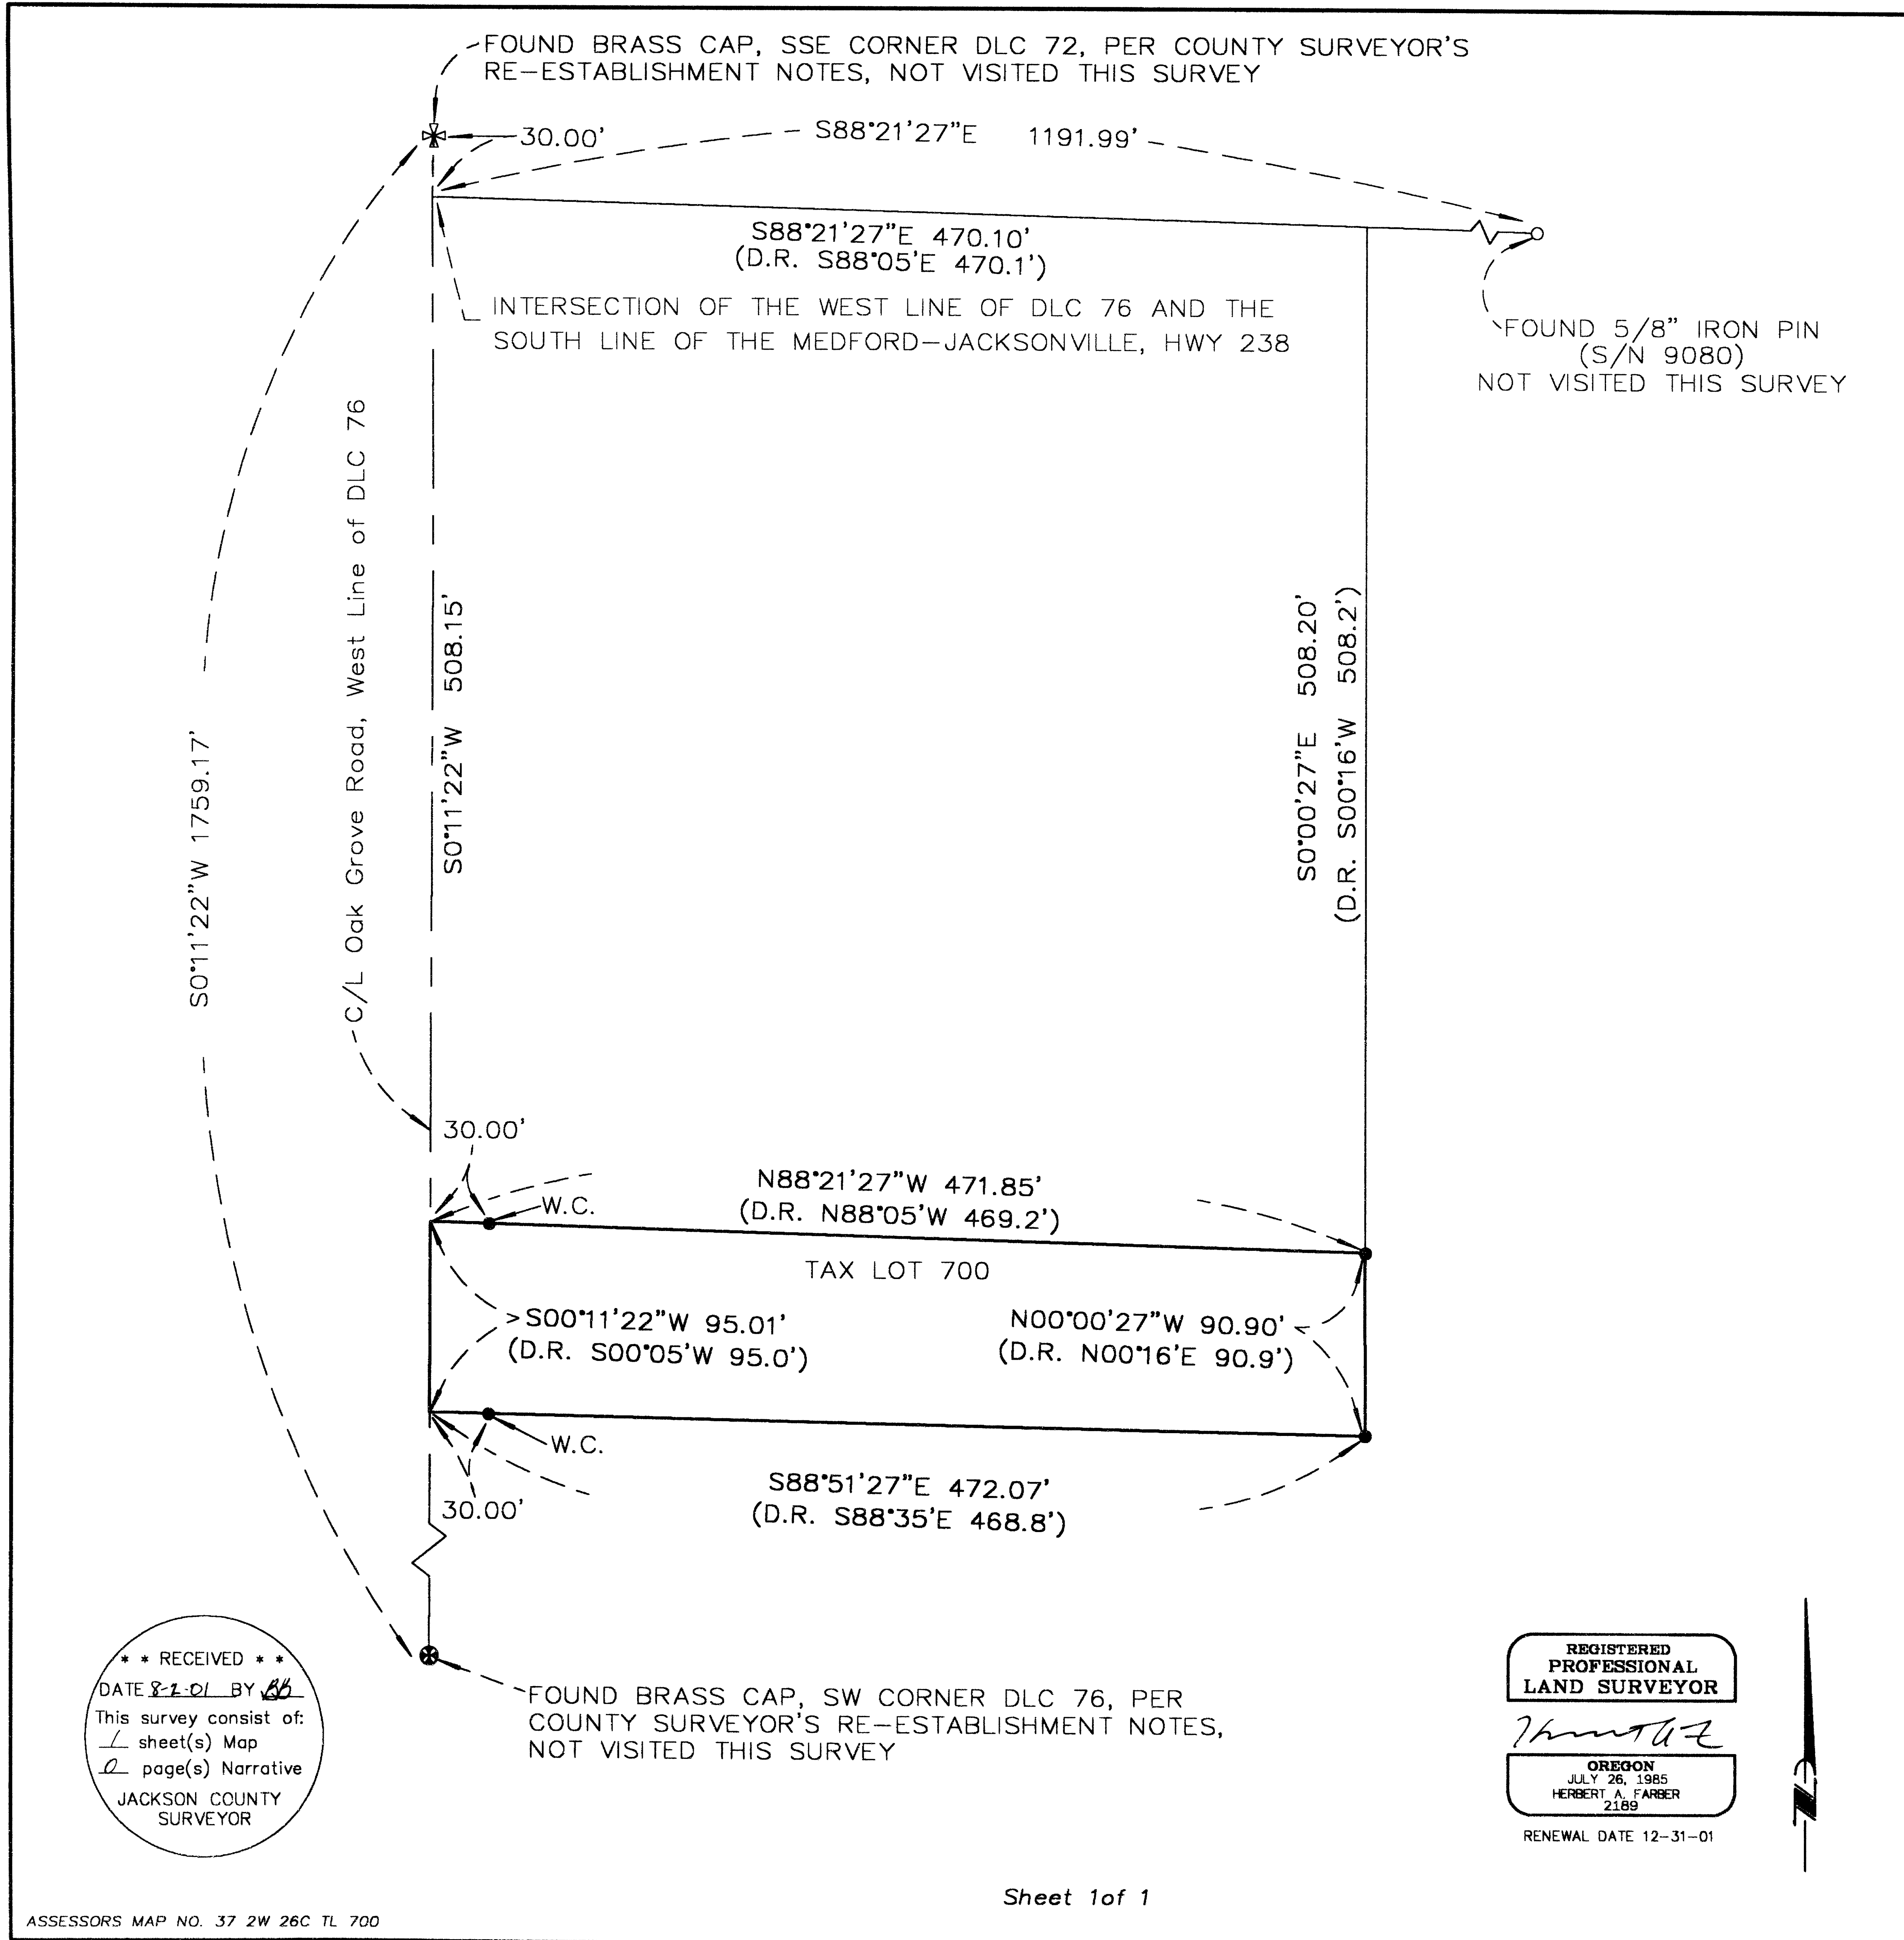 FOUND BRASS CAP, SSE CORNER DLC 72, PER COUNTY SURVEYOR'S
RE-ESTABLISHMENT NOTES, NOT VISITED THIS SURVEY
30.00'
S88°21'27"E 1191.99'
S88°21'27"E 470.10'
(D.R. S88°05'E 470.1')
INTERSECTION OF THE WEST LINE OF DLC 76 AND THE
SOUTH LINE OF THE MEDFORD-JACKSONVILLE, HWY 238
FOUND 5/8" IRON PIN
(S/N 9080)
NOT VISITED THIS SURVEY
S0°11'22"W 1759.17'
C/L Oak Grove Road, West Line of DLC 76
S0°11'22"W 508.15'
S0°00'27"E 508.20'
(D.R. S00°16'W 508.2')
30.00'
W.C.
N88°21'27"W 471.85'
(D.R. N88°05'W 469.2')
TAX LOT 700
S00°11'22"W 95.01'
(D.R. S00°05'W 95.0')
N00°00'27"W 90.90'
(D.R. N00°16'E 90.9')
W.C.
30.00'
S88°51'27"E 472.07'
(D.R. S88°35'E 468.8')
FOUND BRASS CAP, SW CORNER DLC 76, PER
COUNTY SURVEYOR'S RE-ESTABLISHMENT NOTES,
NOT VISITED THIS SURVEY
* * RECEIVED * *
DATE 8-2-01 BY BB
This survey consist of:
1 sheet(s) Map
0 page(s) Narrative
JACKSON COUNTY
SURVEYOR
REGISTERED
PROFESSIONAL
LAND SURVEYOR
OREGON
JULY 26, 1985
HERBERT A. FARBER
2189
RENEWAL DATE 12-31-01
N
Sheet 1of 1
ASSESSORS MAP NO. 37 2W 26C TL 700